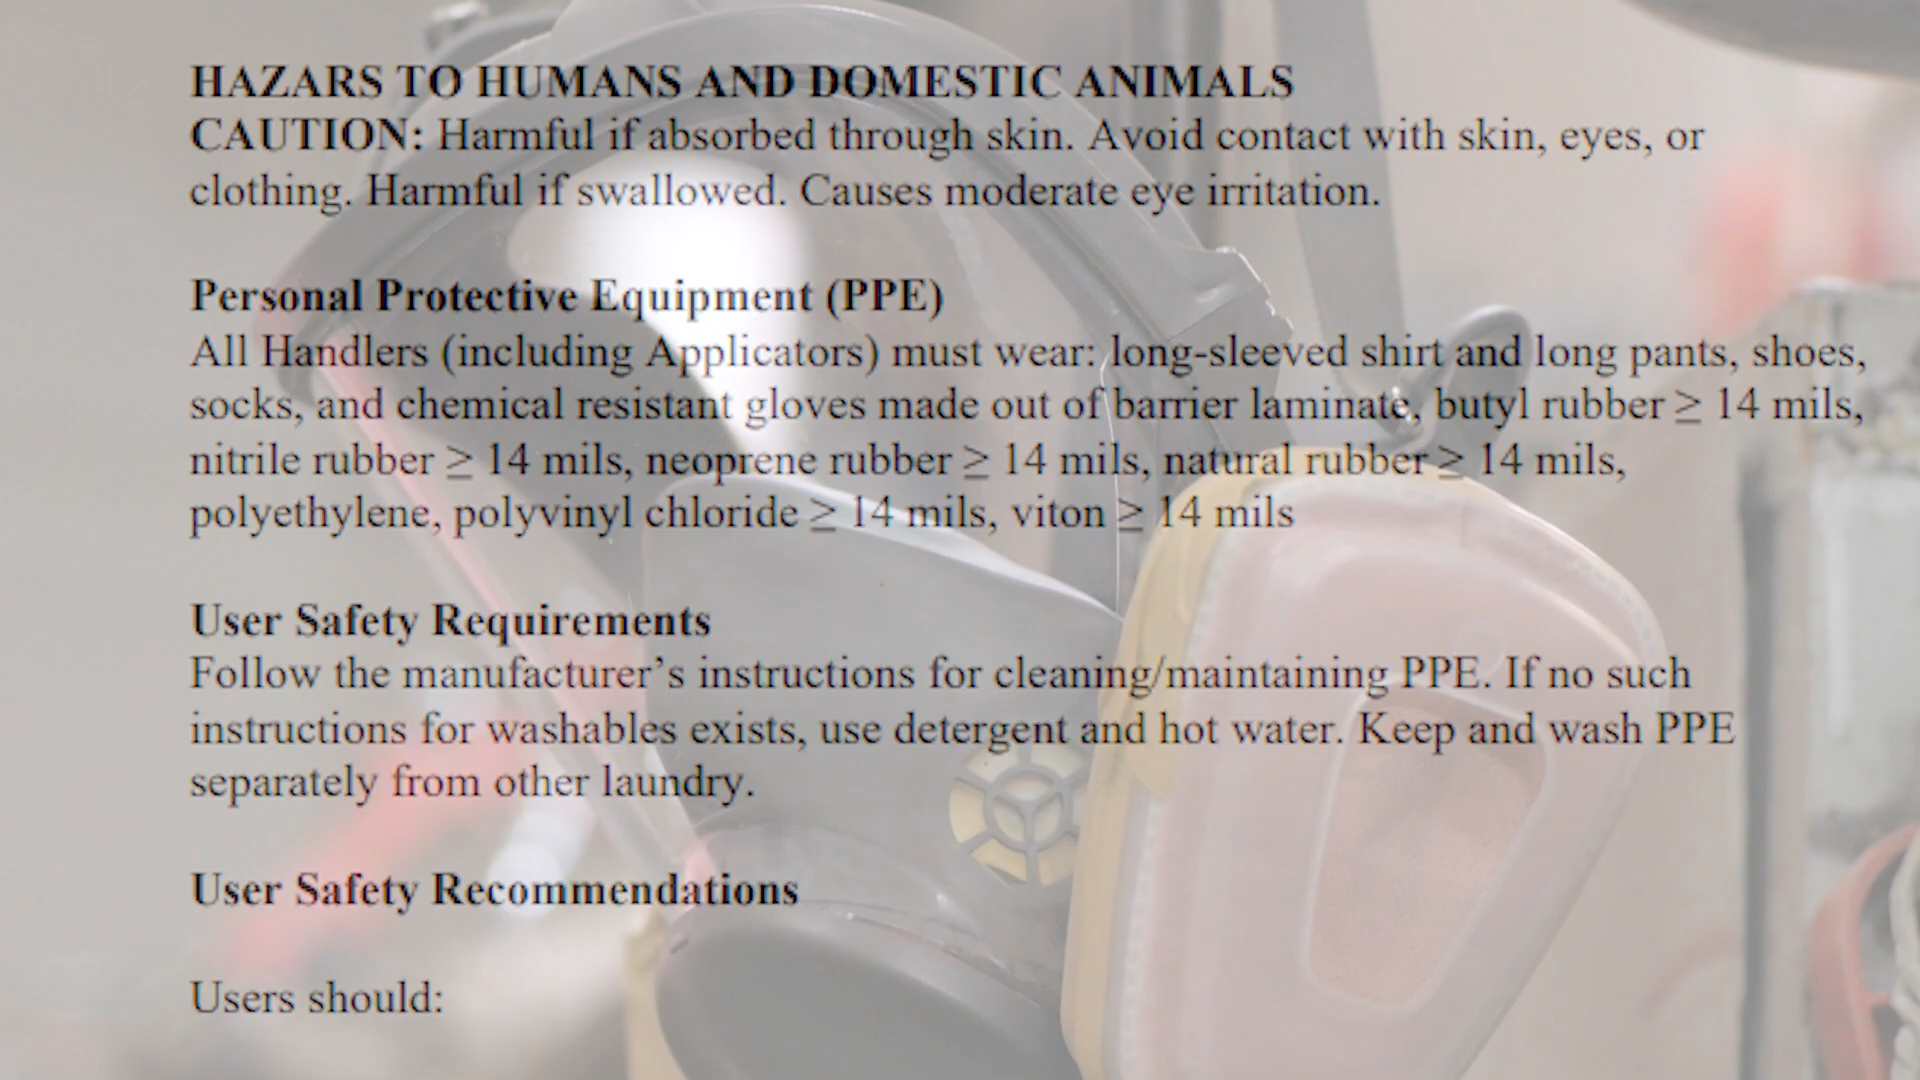 HAZARS TO HUMANS AND DOMESTIC ANIMALS
CAUTION: Harmful if absorbed through skin. Avoid contact with skin, eyes, or
clothing. Harmful if swallowed. Causes moderate eye irritation.
Personal Protective Equipment (PPE)
All Handlers (including Applicators) must wear: long-sleeved shirt and long pants, shoes,
socks, and chemical resistant gloves made out of barrier laminate, butyl rubber ≥ 14 mils,
nitrile rubber ≥ 14 mils, neoprene rubber ≥ 14 mils, natural rubber ≥ 14 mils,
polyethylene, polyvinyl chloride ≥ 14 mils, viton ≥ 14 mils
User Safety Requirements
Follow the manufacturer’s instructions for cleaning/maintaining PPE. If no such
instructions for washables exists, use detergent and hot water. Keep and wash PPE
separately from other laundry.
User Safety Recommendations
Users should: